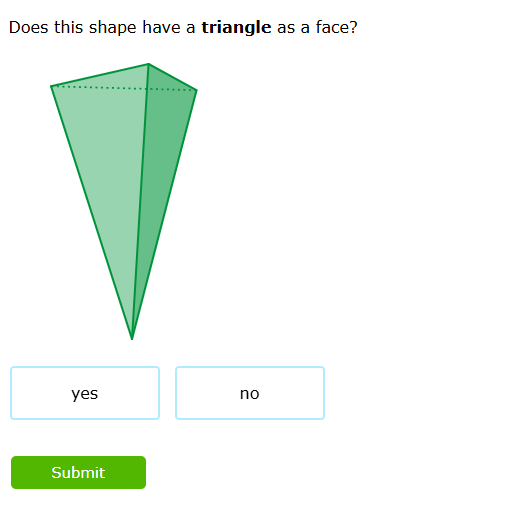 Does this shape have a triangle as a face?
yes
no
Submit